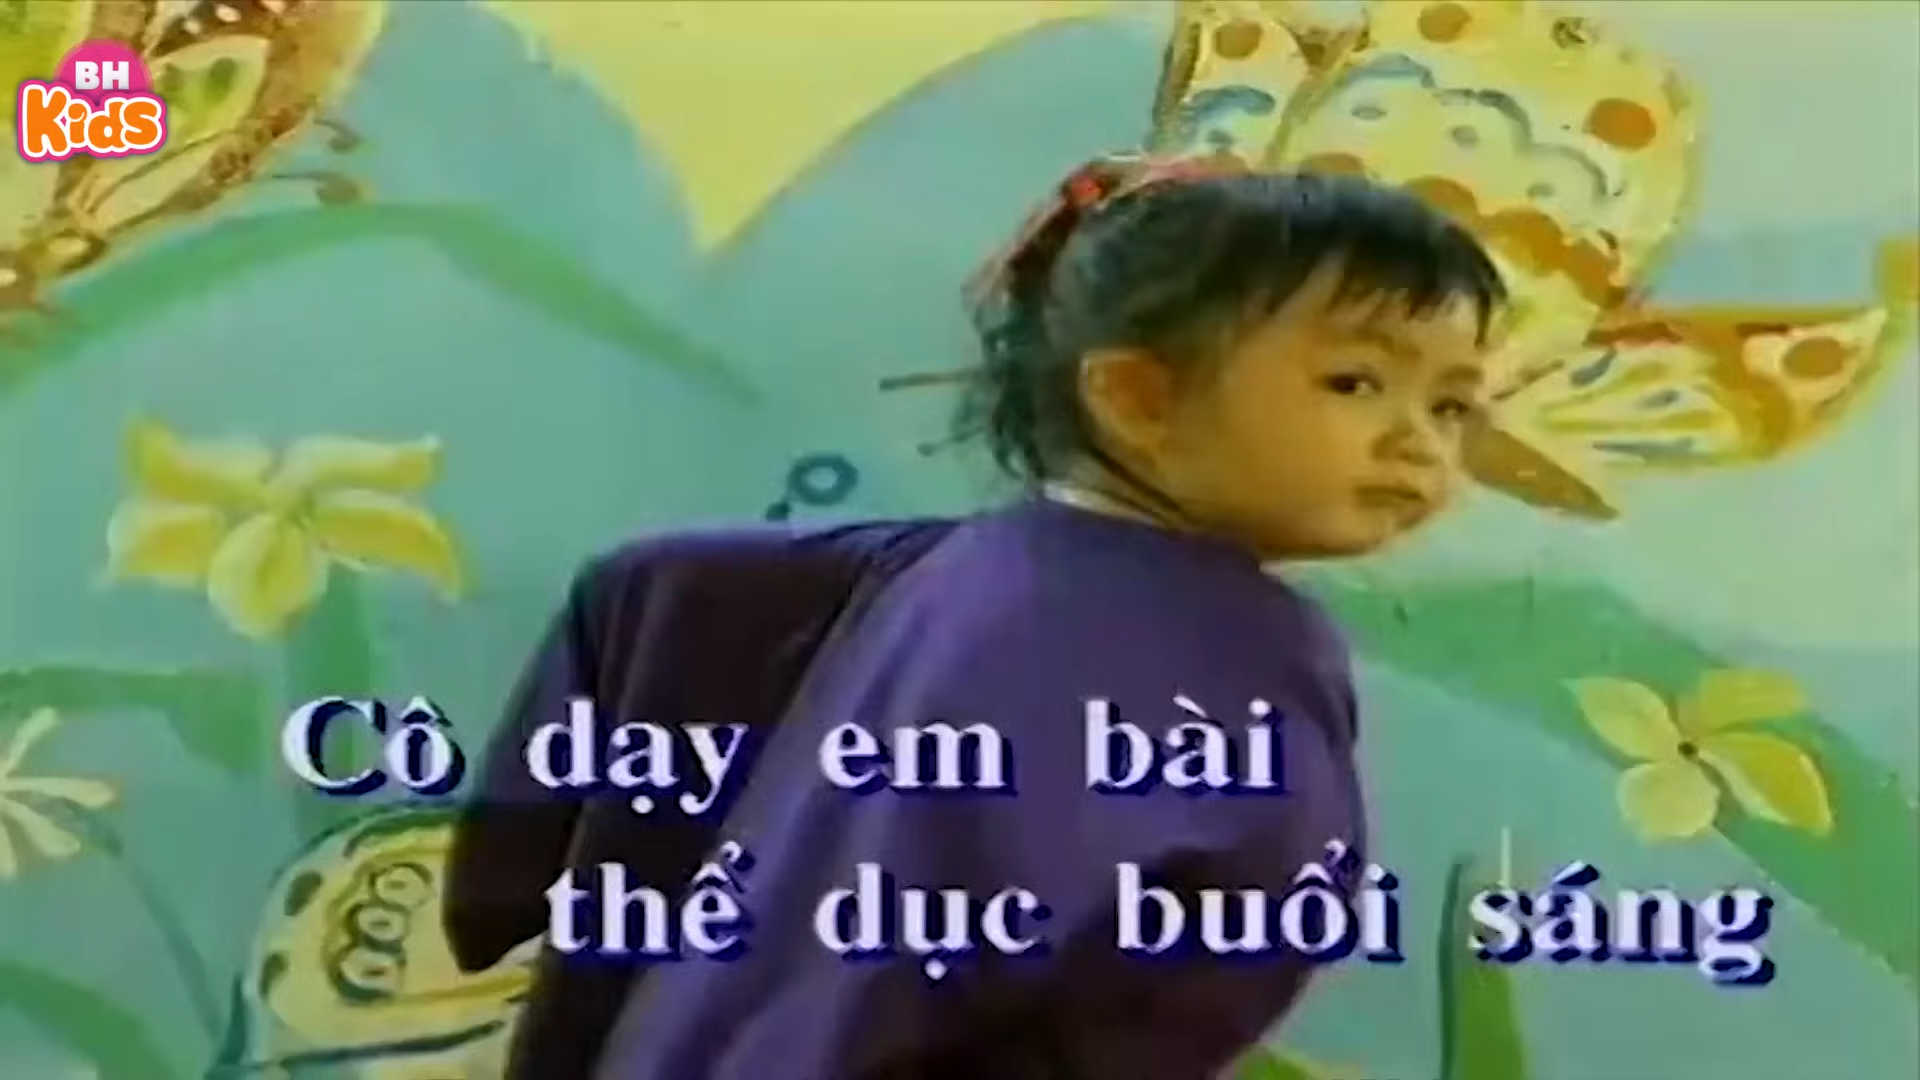 BH
Kids
Cô dạy em bài
thể dục buổi sáng